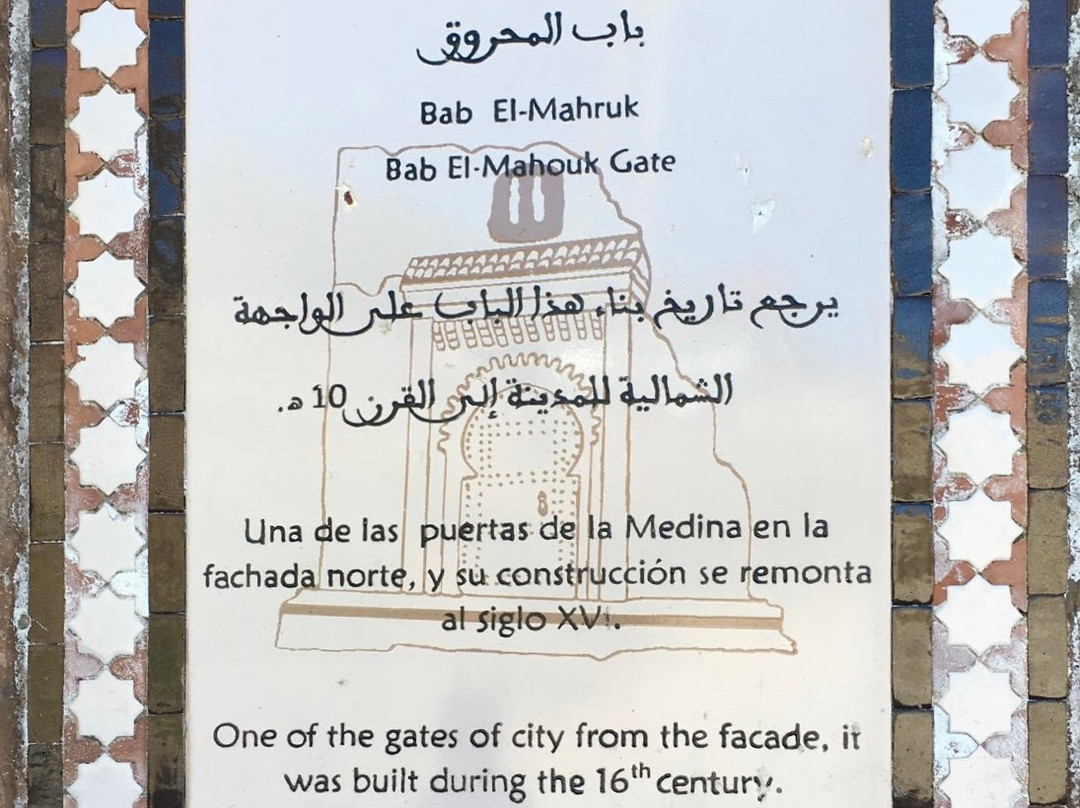 باب المحروق
Bab El-Mahruk
Bab El-Mahouk Gate
يرجع تاريخ بناء هذا الباب على الواجهة
الشمالية للمدينة إلى القرن 10 ه.
Una de las puertas de la Medina en la
fachada norte, y su construcción se remonta
al siglo XVI.
One of the gates of city from the facade, it
was built during the 16th century.